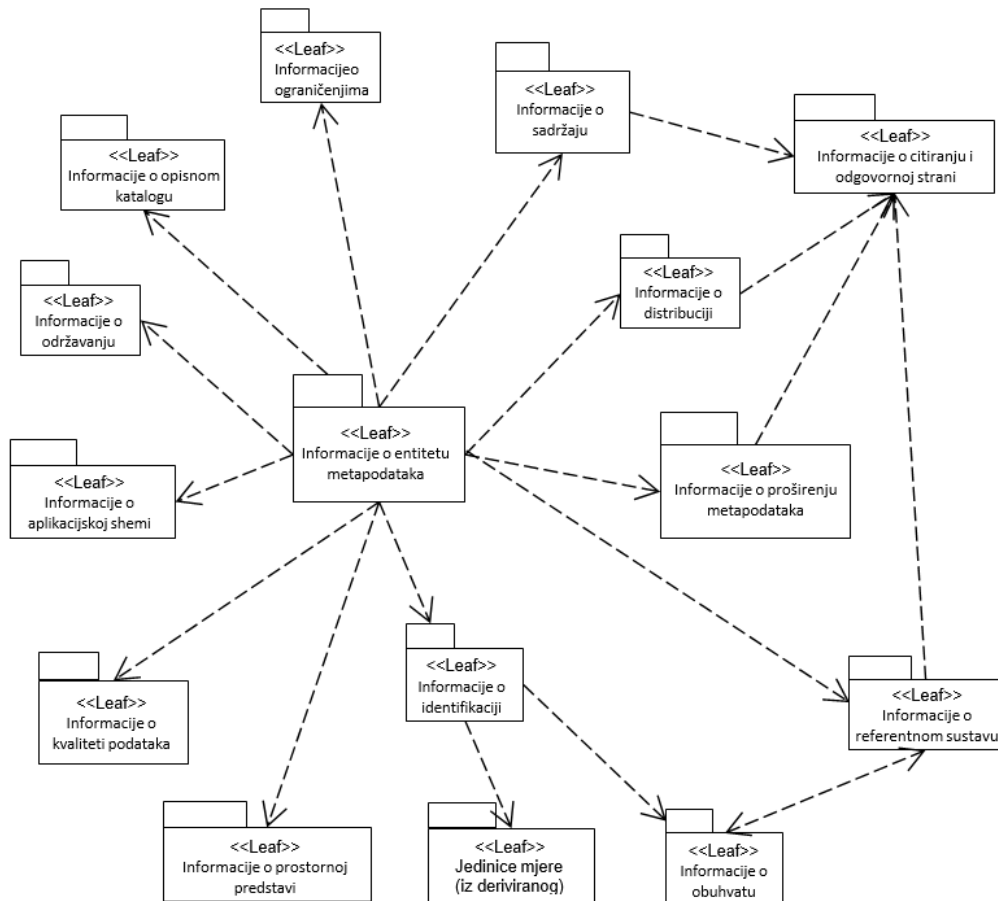 <<Leaf>>
Informacijeo
ograničenjima
<<Leaf>>
Informacije o
sadržaju
<<Leaf>>
Informacije o citiranju i
odgovornoj strani
<<Leaf>>
Informacije o opisnom
katalogu
<<Leaf>>
Informacije o
održavanju
<<Leaf>>
Informacije o
distribuciji
<<Leaf>>
Informacije o entitetu
metapodataka
<<Leaf>>
Informacije o
aplikacijskoj shemi
<<Leaf>>
Informacije o proširenju
metapodataka
<<Leaf>>
Informacije o
kvaliteti podataka
<<Leaf>>
Informacije o
identifikaciji
<<Leaf>>
Informacije o
referentnom sustavu
<<Leaf>>
Informacije o prostornoj
predstavi
<<Leaf>>
Jedinice mjere
(iz deriviranog)
<<Leaf>>
Informacije o
obuhvatu